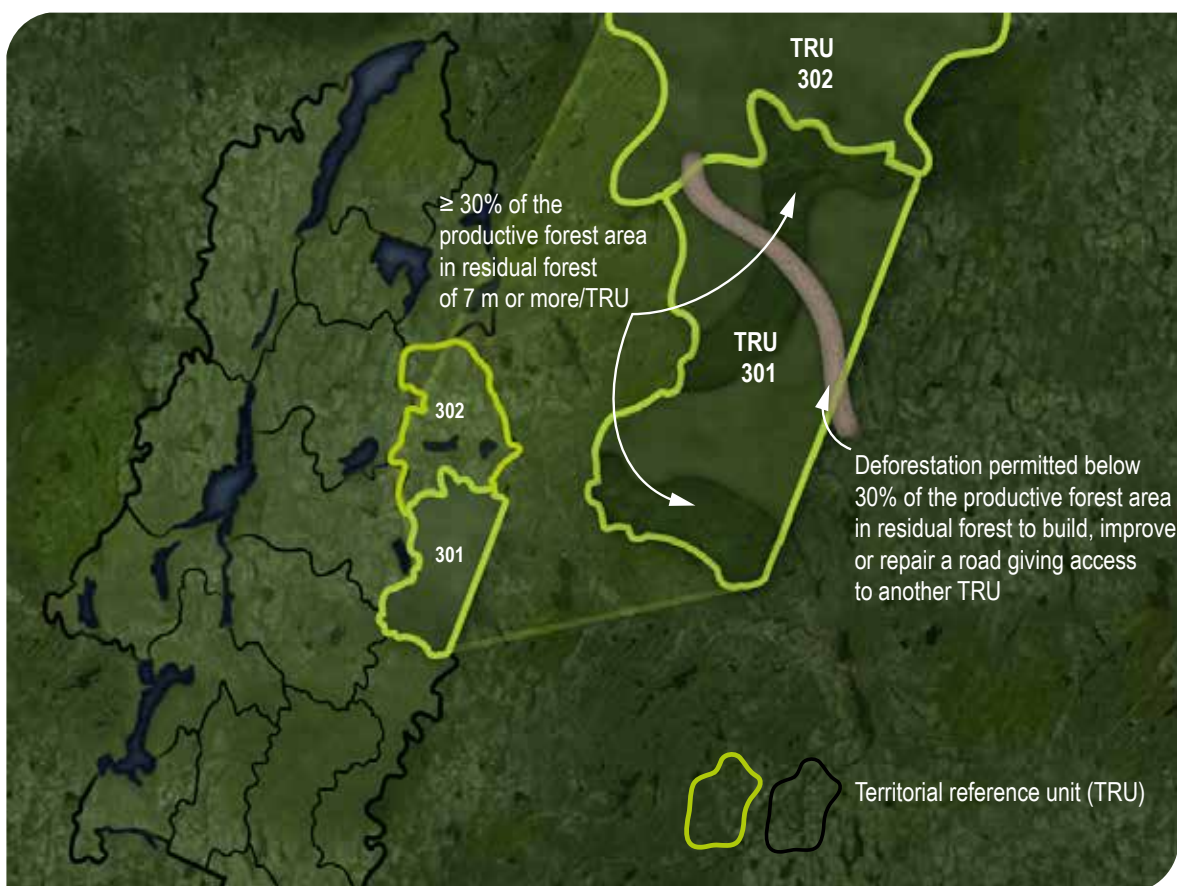 TRU
302
≥ 30% of the
productive forest area
in residual forest
of 7 m or more/TRU
TRU
301
302
301
Deforestation permitted below
30% of the productive forest area
in residual forest to build, improve
or repair a road giving access
to another TRU
Territorial reference unit (TRU)